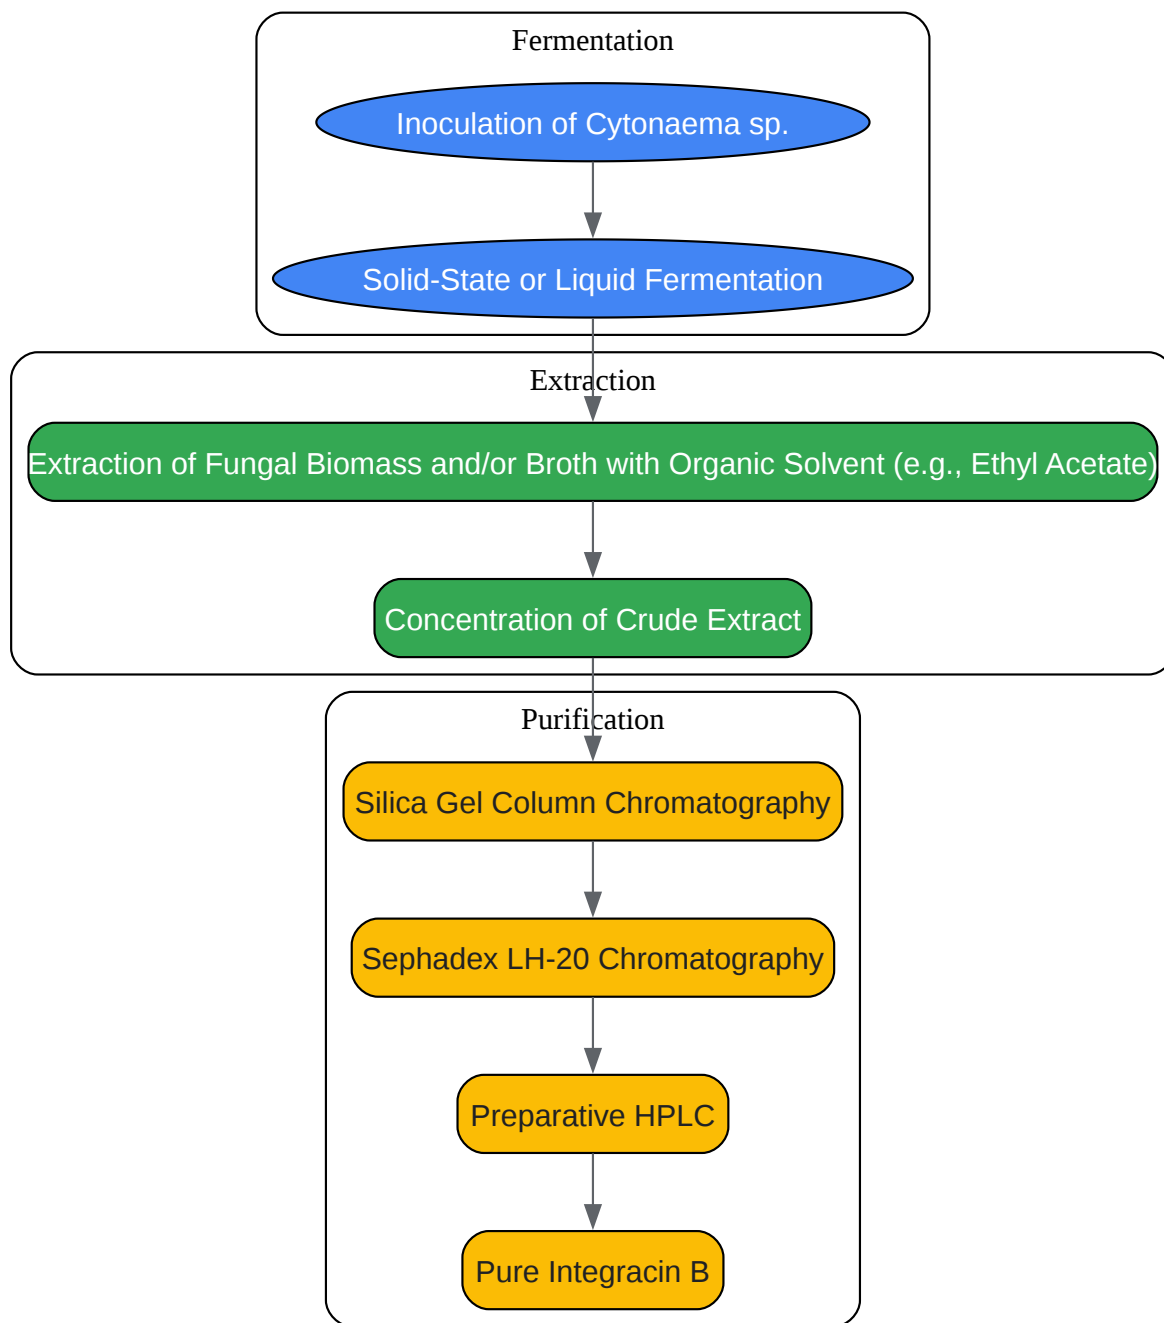 Fermentation
Inoculation of Cytonaema sp.
Solid-State or Liquid Fermentation
Extraction
Extraction of Fungal Biomass and/or Broth with Organic Solvent (e.g., Ethyl Acetate)
Concentration of Crude Extract
Purification
Silica Gel Column Chromatography
Sephadex LH-20 Chromatography
Preparative HPLC
Pure Integracin B